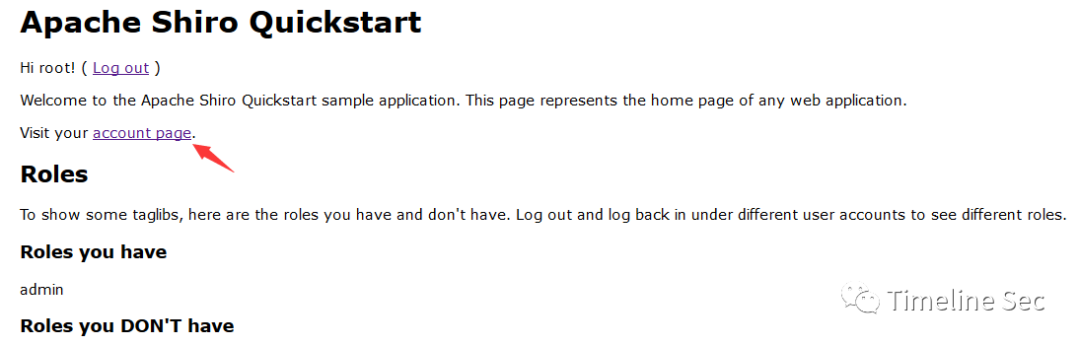 Apache Shiro Quickstart
Hi root! ( Log out )
Welcome to the Apache Shiro Quickstart sample application. This page represents the home page of any web application.
Visit your account page.
Roles
To show some taglibs, here are the roles you have and don't have. Log out and log back in under different user accounts to see different roles.
Roles you have
admin
Timeline Sec
Roles you DON'T have